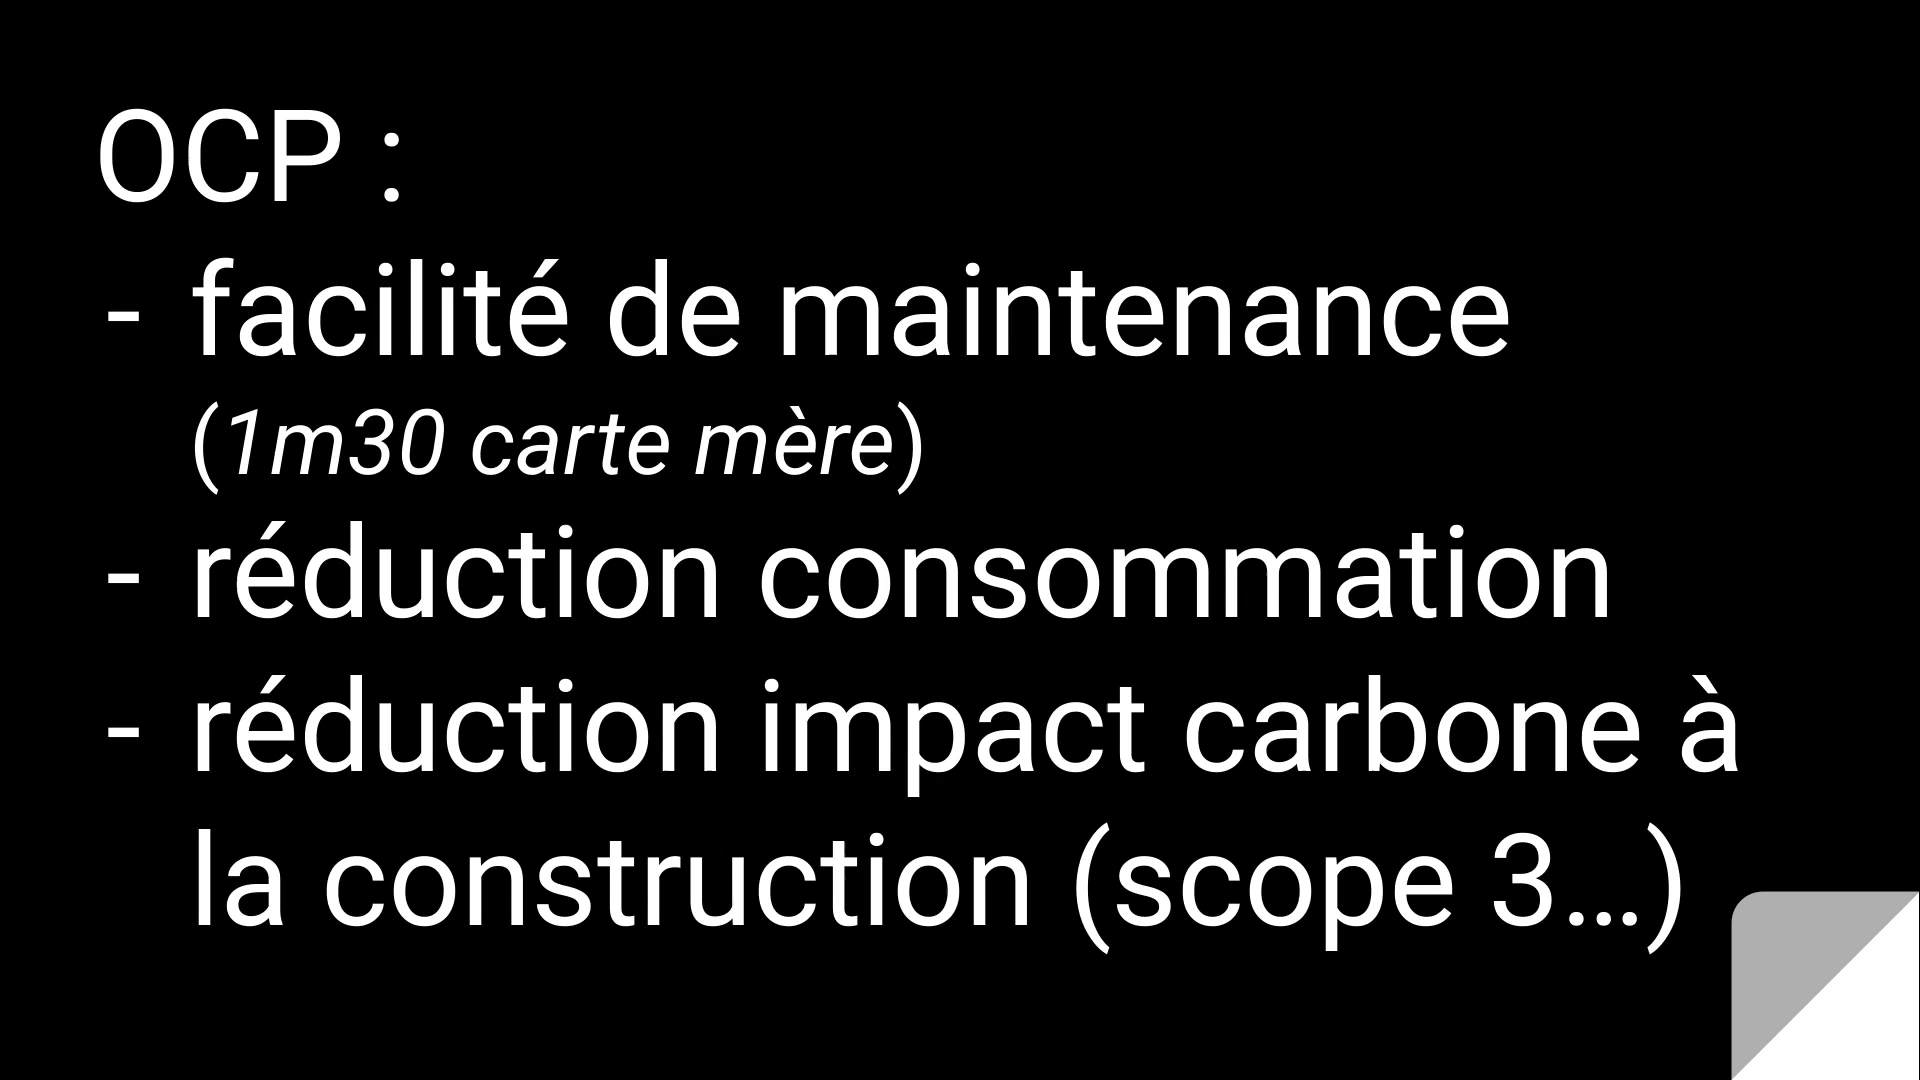 OCP :
- facilité de maintenance
(1m30 carte mère)
- réduction consommation
- réduction impact carbone à
la construction (scope 3…)